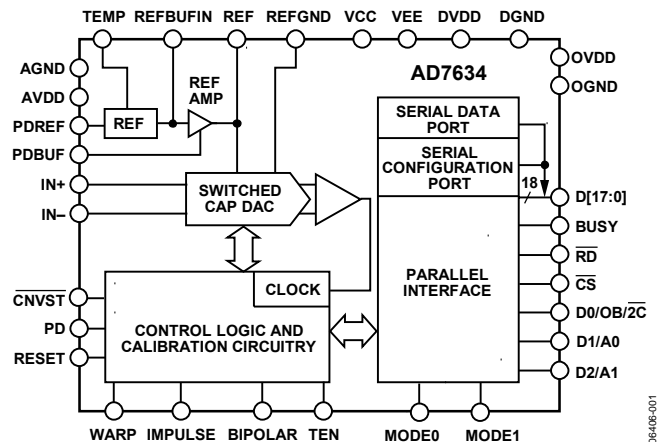 TEMP REFBUFIN REF REFGND VCC VEE DVDD DGND
AGND
AVDD
PDREF
PDBUF
IN+
IN–
CNVST
PD
RESET
REF
REF
AMP
SWITCHED
CAP DAC
CLOCK
CONTROL LOGIC AND
CALIBRATION CIRCUITRY
AD7634
SERIAL DATA
PORT
SERIAL
CONFIGURATION
PORT
18
PARALLEL
INTERFACE
OVDD
OGND
D[17:0]
BUSY
RD
CS
D0/OB/2C
D1/A0
D2/A1
WARP IMPULSE BIPOLAR TEN MODE0 MODE1
06406-001